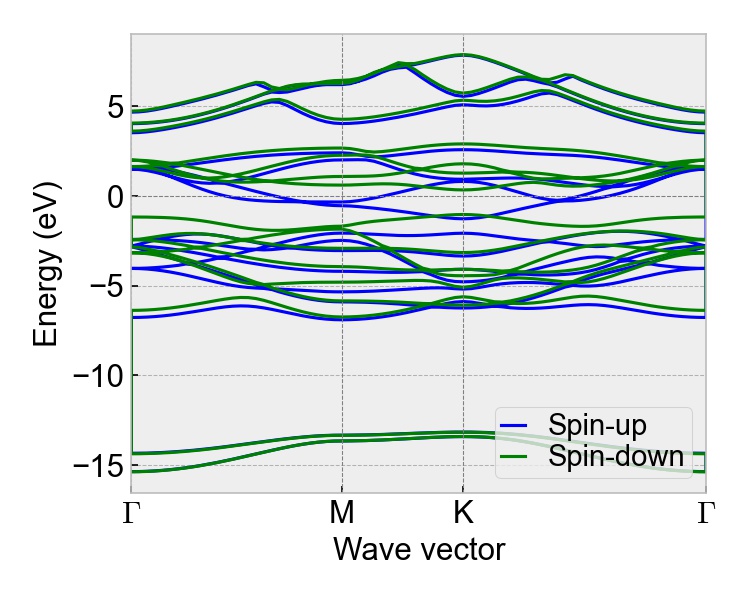 Energy (eV)
5
0
−5
−10
−15
Spin-up
Spin-down
Γ M K Γ
Wave vector